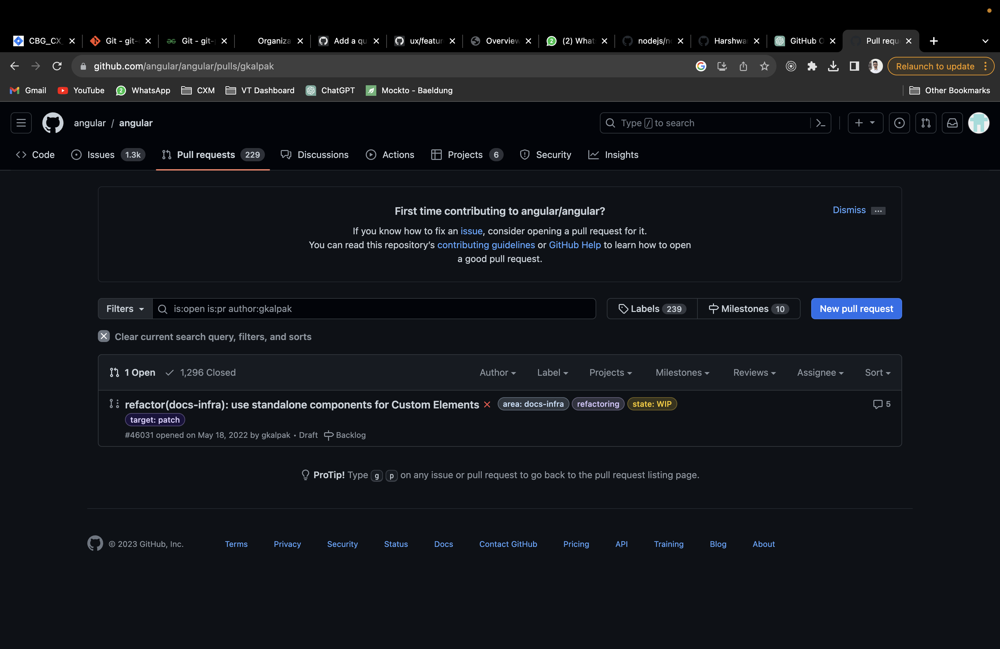 CBG_CX_ Git - git- Git - git- Organiza Add a qu ux/featur Overview 2 (2) What nodejs/n Harshwa GitHub Pull requ
github.com/angular/angular/pulls/gkalpak Relaunch to update
Gmail YouTube 2 WhatsApp CXM VT Dashboard ChatGPT Mockto - Baeldung Other Bookmarks
angular / angular Type / to search
Code Issues 1.3k Pull requests 229 Discussions Actions Projects 6 Security Insights
First time contributing to angular/angular?
Dismiss ...
If you know how to fix an issue, consider opening a pull request for it.
You can read this repository's contributing guidelines or GitHub Help to learn how to open
a good pull request.
Filters is:open is:pr author:gkalpak Labels 239 Milestones 10 New pull request
Clear current search query, filters, and sorts
1 Open 1,296 Closed Author Label Projects Milestones Reviews Assignee Sort
refactor(docs-infra): use standalone components for Custom Elements area: docs-infra refactoring state: WIP 5
target: patch
#46031 opened on May 18, 2022 by gkalpak • Draft Backlog
ProTip! Type g p on any issue or pull request to go back to the pull request listing page.
© 2023 GitHub, Inc. Terms Privacy Security Status Docs Contact GitHub Pricing API Training Blog About